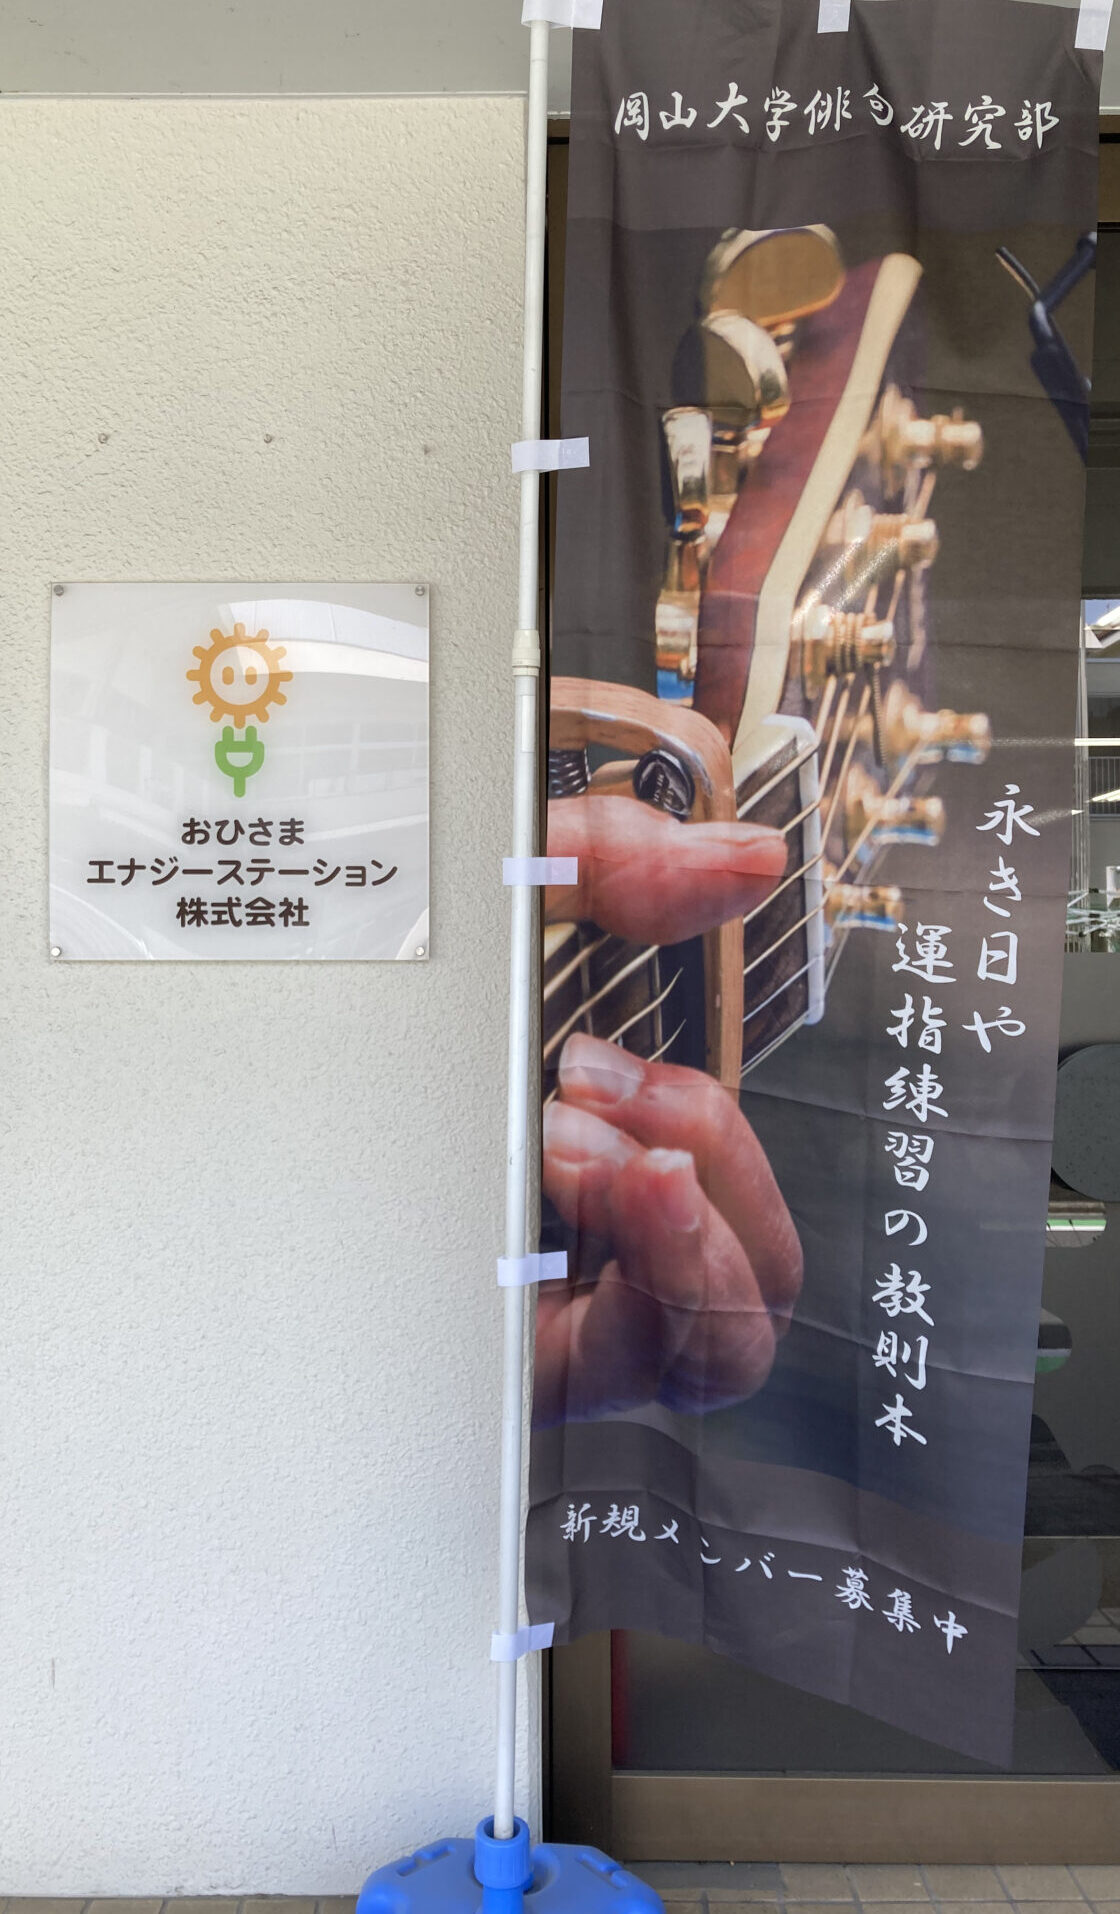 岡山大学俳句研究部
永き日や
運指練習の教則本
新規メンバー募集中
おひさま
エナジーステーション
株式会社